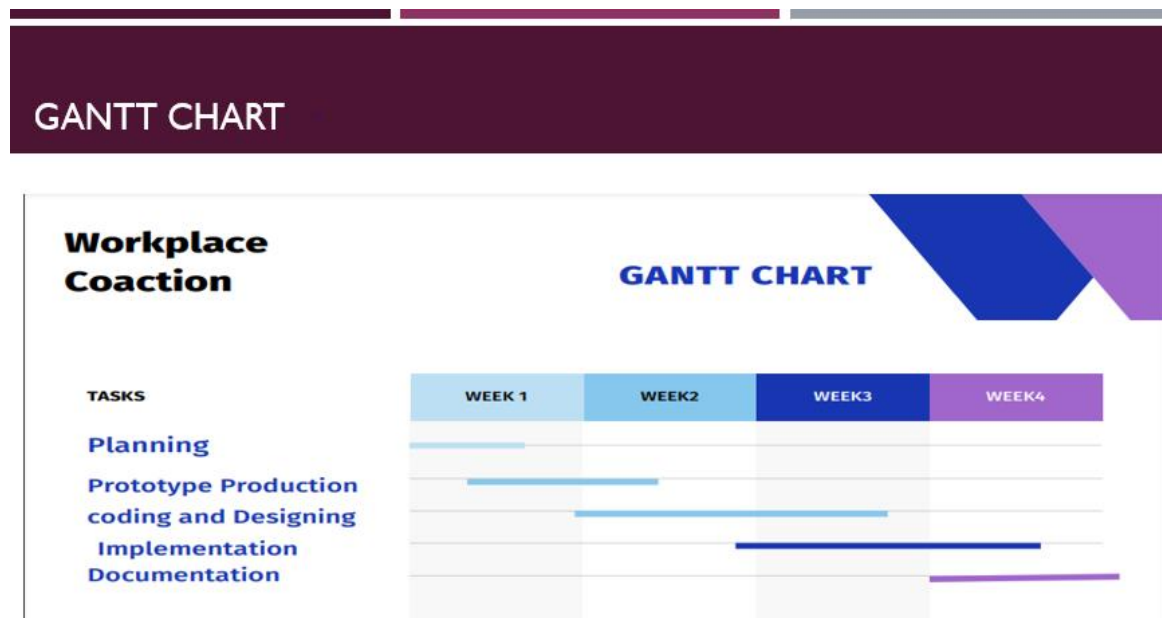 GANTT CHART
Workplace
Coaction
GANTT CHART
TASKS WEEK 1 WEEK2 WEEK3 WEEK4
Planning
Prototype Production
coding and Designing
Implementation
Documentation